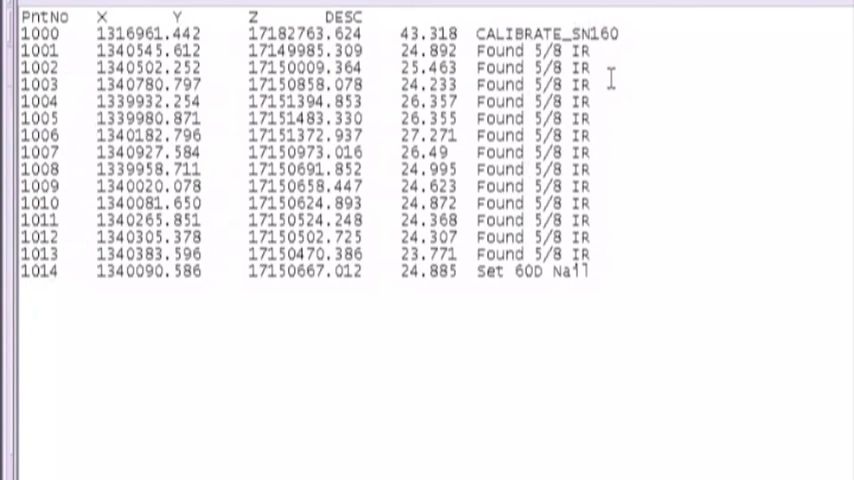 PntNo X Y Z DESC
1000 1316961.442 17182763.624 43.318 CALIBRATE_SN160
1001 1340545.612 17149985.309 24.892 Found 5/8 IR
1002 1340502.252 17150009.364 25.463 Found 5/8 IR
1003 1340780.797 17150858.078 24.233 Found 5/8 IR
1004 1339932.254 17151394.853 26.357 Found 5/8 IR
1005 1339980.871 17151483.330 26.355 Found 5/8 IR
1006 1340182.796 17151372.937 27.271 Found 5/8 IR
1007 1340927.584 17150973.016 26.49 Found 5/8 IR
1008 1339958.711 17150691.852 24.995 Found 5/8 IR
1009 1340020.078 17150658.447 24.623 Found 5/8 IR
1010 1340081.650 17150624.893 24.872 Found 5/8 IR
1011 1340265.851 17150524.248 24.368 Found 5/8 IR
1012 1340305.378 17150502.725 24.307 Found 5/8 IR
1013 1340383.596 17150470.386 23.771 Found 5/8 IR
1014 1340090.586 17150667.012 24.885 Set 60D Nail